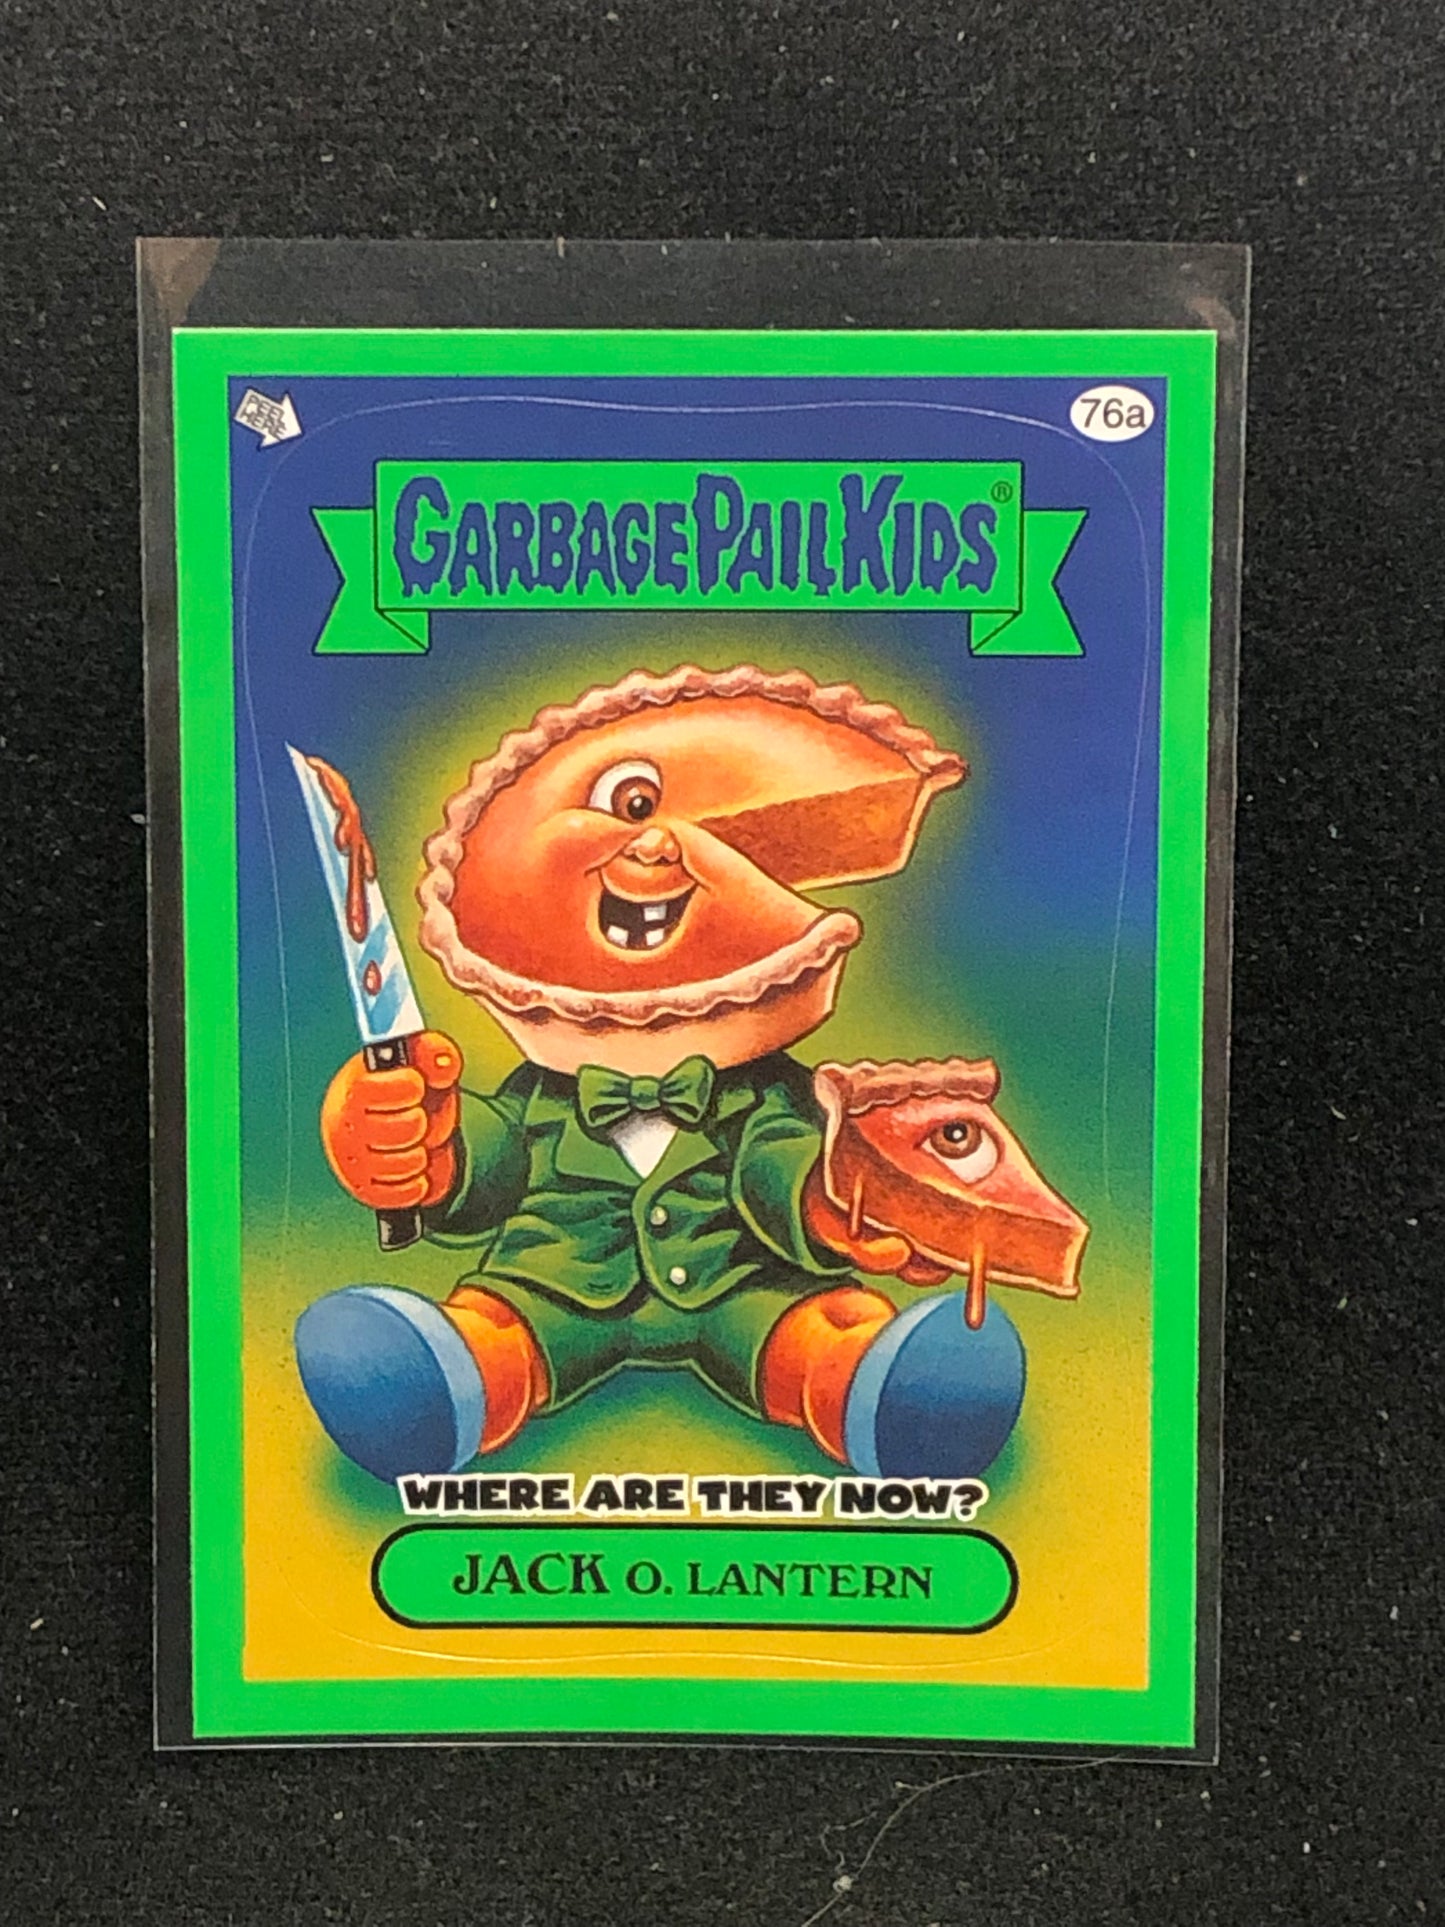 PEEL
HERE
76a
GARBAGE PAIL KIDS®
WHERE ARE THEY NOW?
JACK O. LANTERN